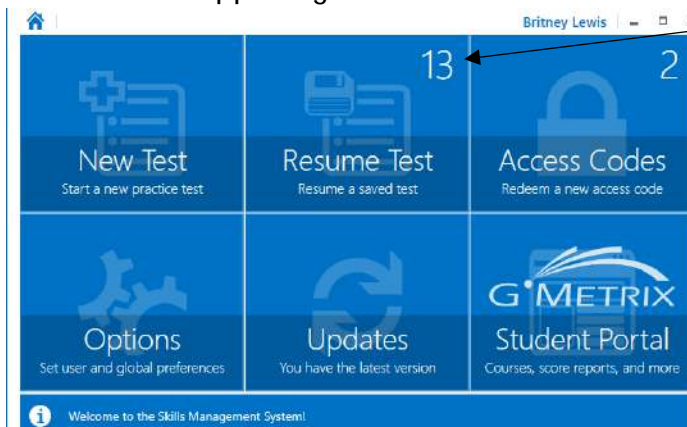 Britney Lewis
13
2
New Test
Start a new practice test
Resume Test
Resume a saved test
Access Codes
Redeem a new access code
Options
Set user and global preferences
Updates
You have the latest version
G METRIX
Student Portal
Courses, score reports, and more
Welcome to the Skills Management System!